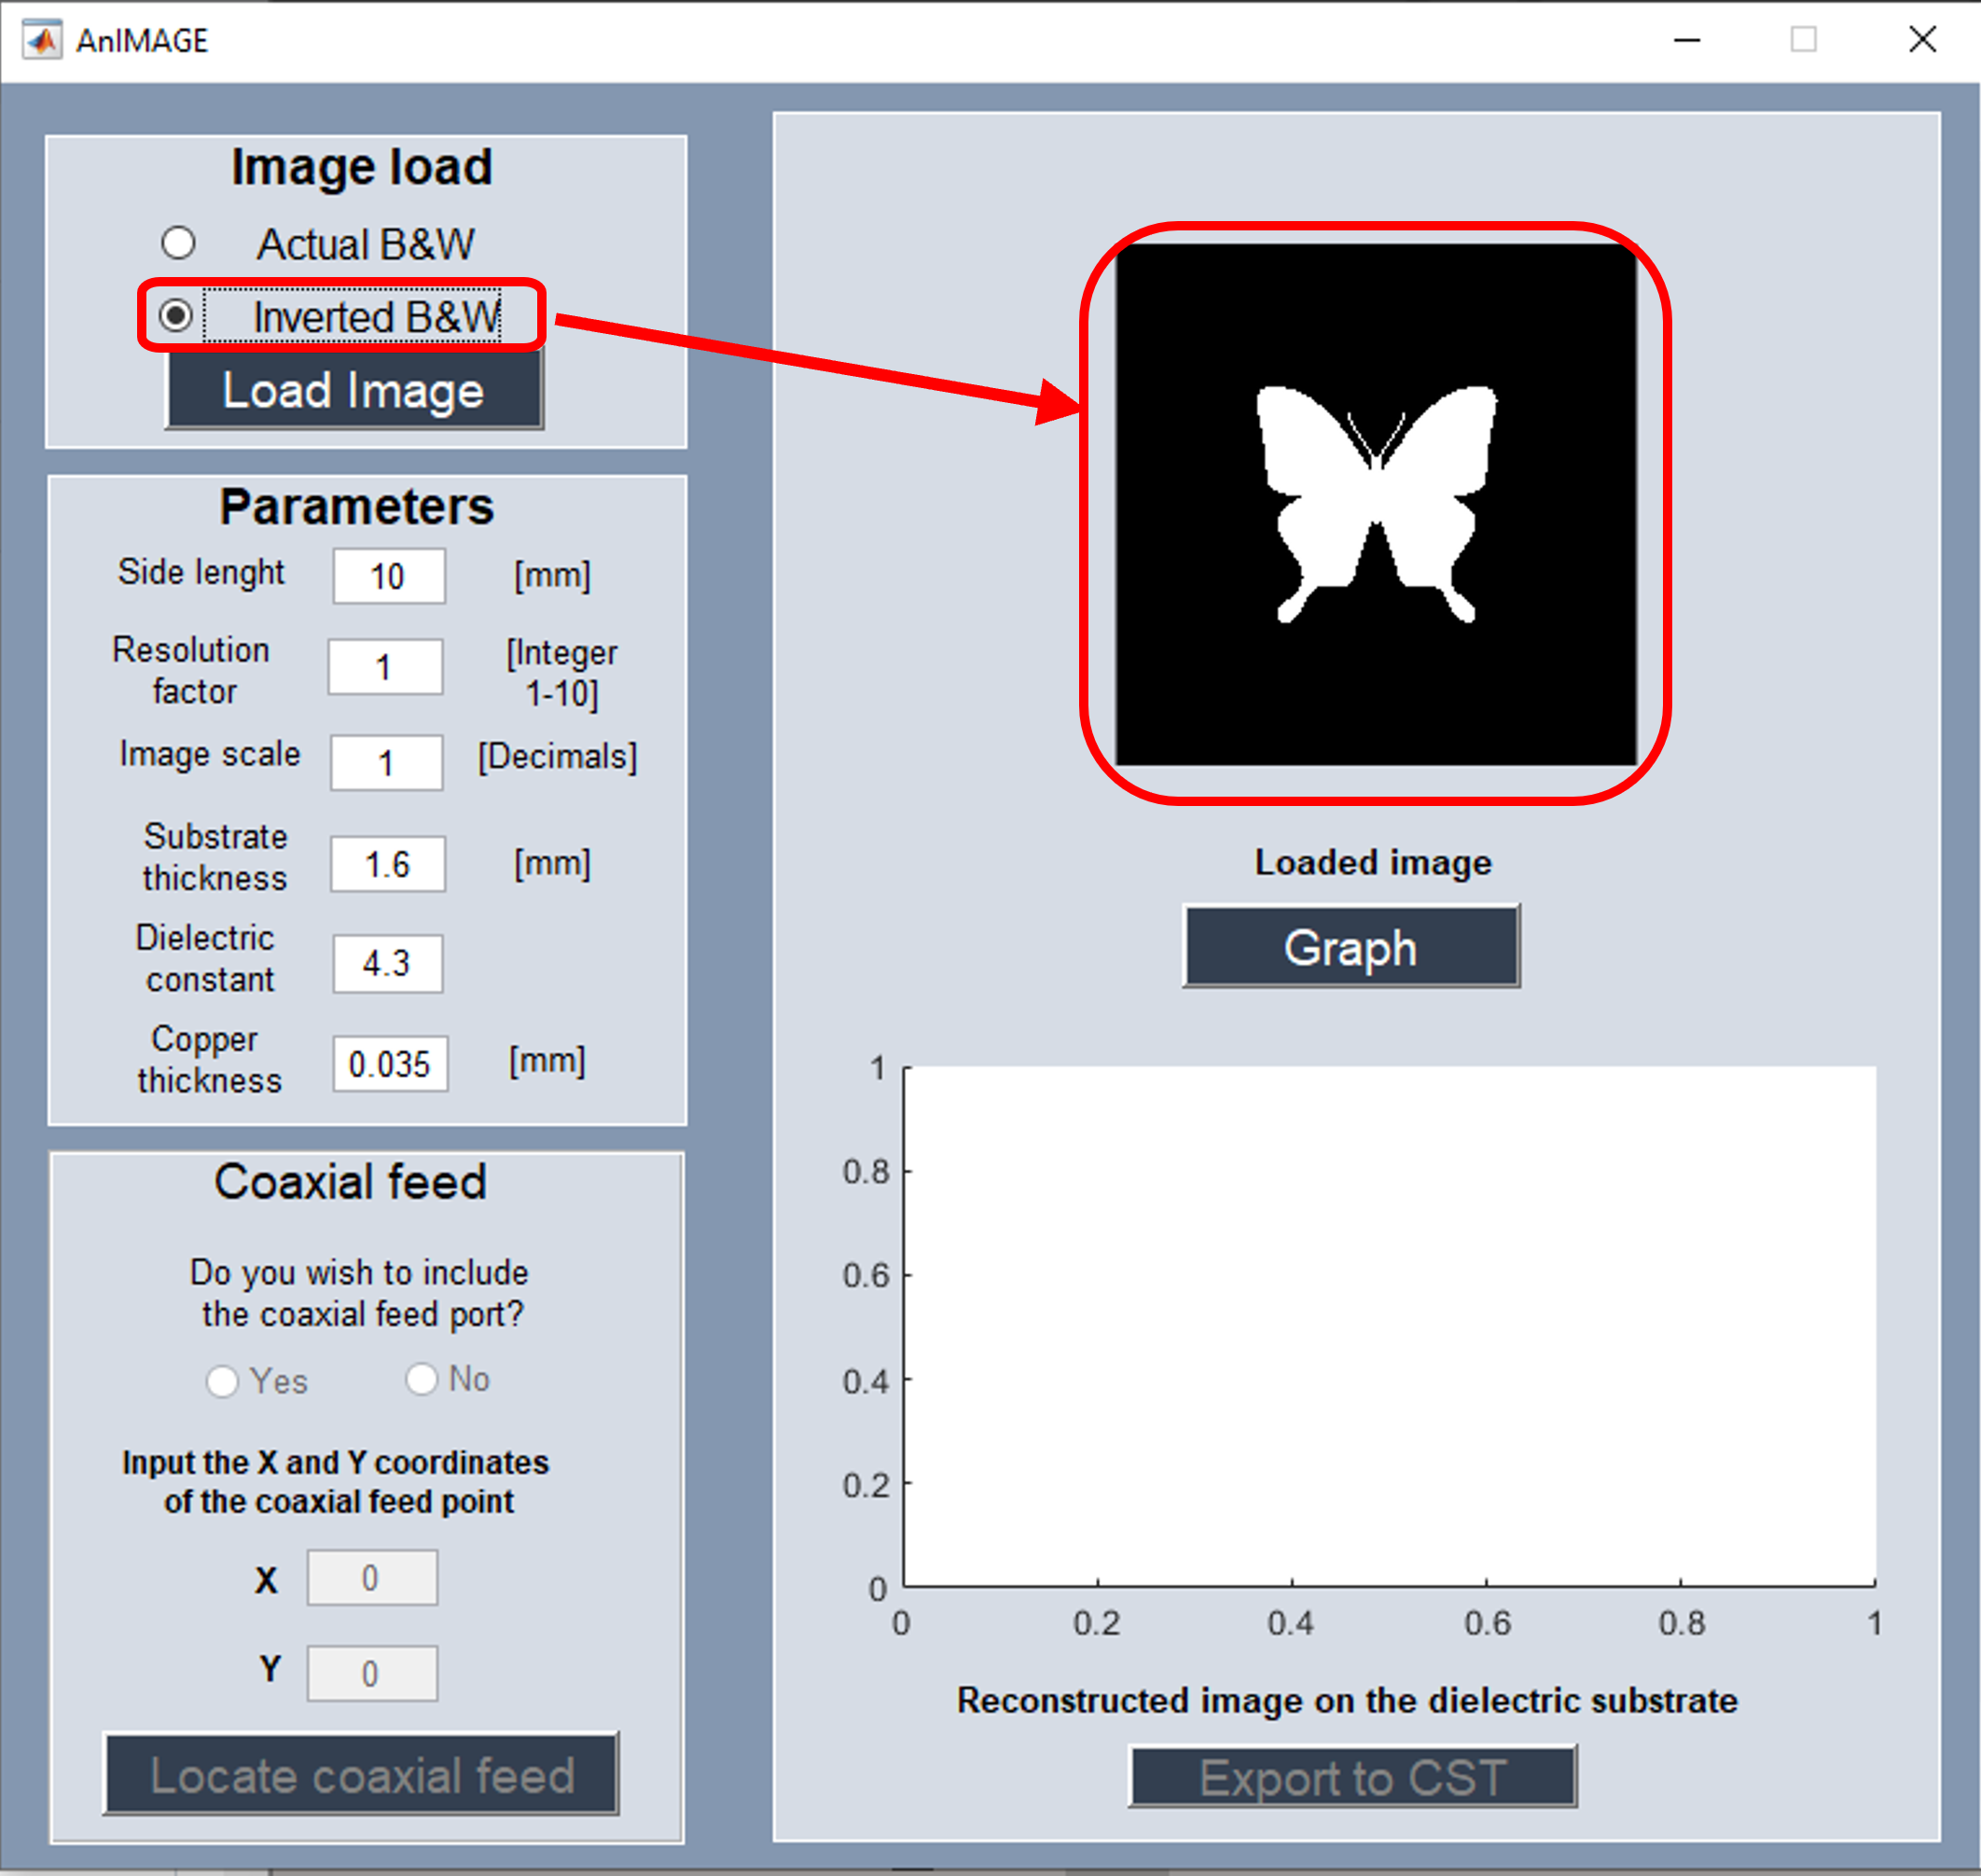 AnIMAGE
Image load
Actual B&W
Inverted B&W
Load Image
Parameters
Side lenght 10 [mm]
Resolution
factor
1
[Integer
1-10]
Image scale 1 [Decimals]
Substrate
thickness
1.6
[mm]
Dielectric
constant
4.3
Copper
thickness
0.035
[mm]
Coaxial feed
Do you wish to include
the coaxial feed port?
Yes No
Input the X and Y coordinates
of the coaxial feed point
X 0
Y 0
Locate coaxial feed
Loaded image
Graph
1
0.8
0.6
0.4
0.2
0
0 0.2 0.4 0.6 0.8 1
Reconstructed image on the dielectric substrate
Export to CST